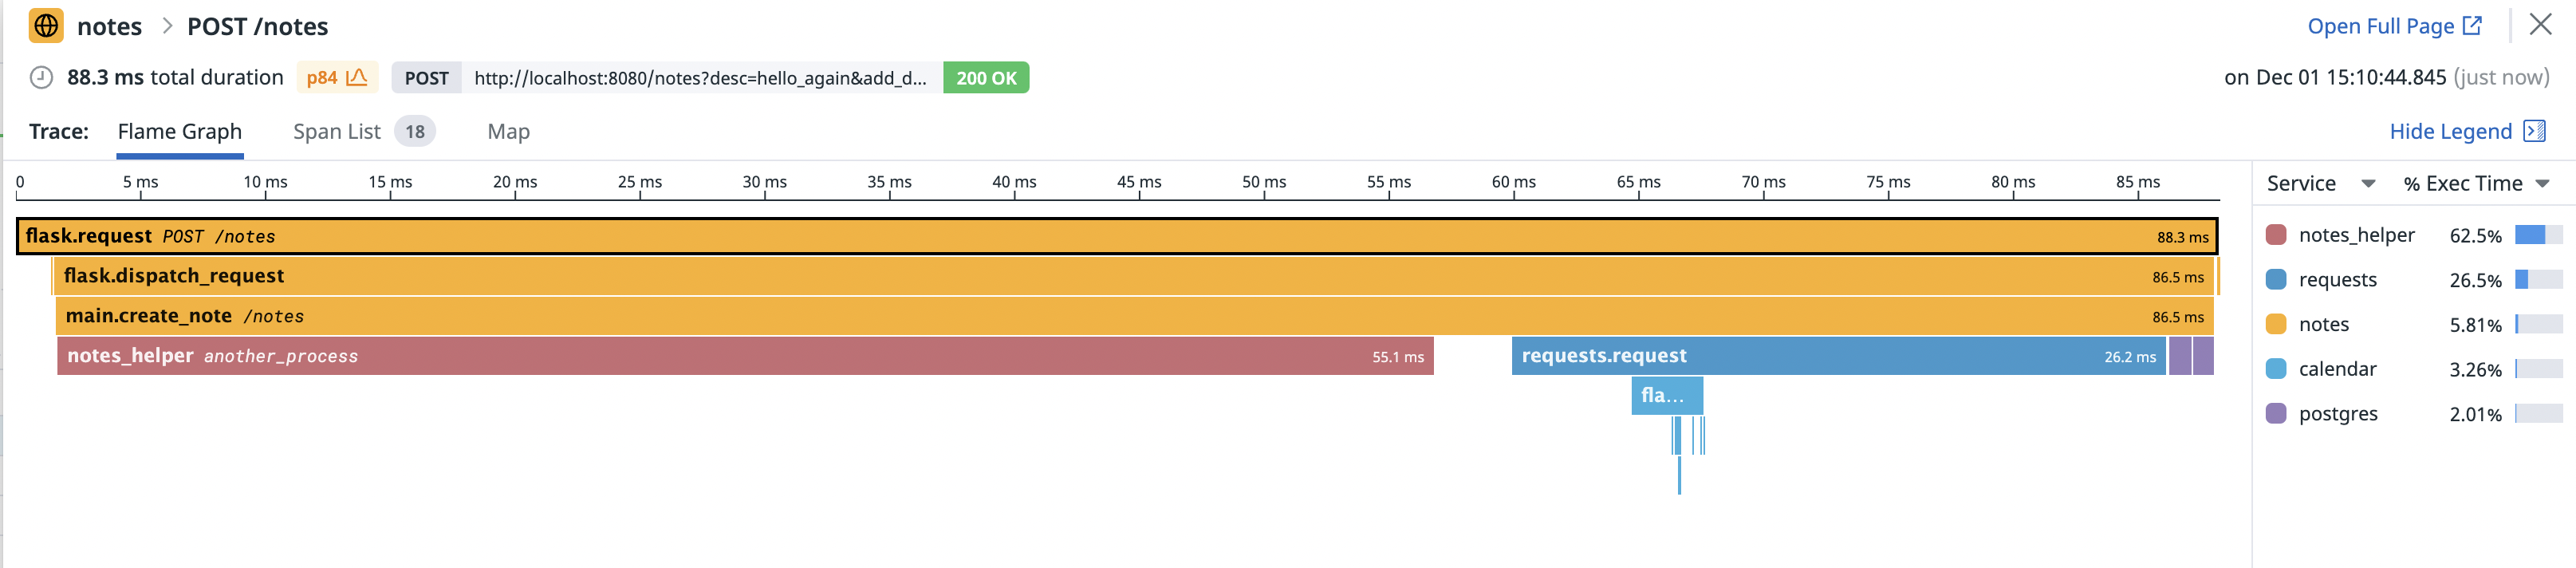 notes > POST /notes
Open Full Page
88.3 ms total duration p84 POST http://localhost:8080/notes?desc=hello_again&add_d... 200 OK
on Dec 01 15:10:44.845 (just now)
Trace: Flame Graph Span List 18 Map
Hide Legend
0 5 ms 10 ms 15 ms 20 ms 25 ms 30 ms 35 ms 40 ms 45 ms 50 ms 55 ms 60 ms 65 ms 70 ms 75 ms 80 ms 85 ms
flask.request POST /notes 88.3 ms
flask.dispatch_request 86.5 ms
main.create_note /notes 86.5 ms
notes_helper another_process 55.1 ms requests.request 26.2 ms
fla...
Service % Exec Time
notes_helper 62.5%
requests 26.5%
notes 5.81%
calendar 3.26%
postgres 2.01%